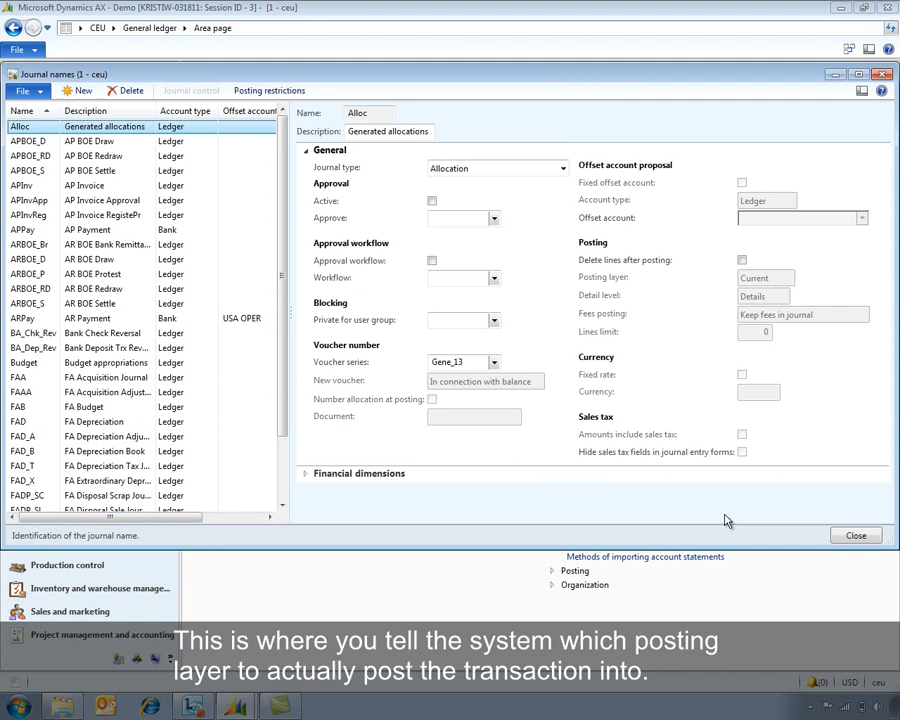 Microsoft Dynamics AX - Demo [KRISTIW-031811: Session ID - 3] - [1 - ceu]
CEU
General ledger
Area page
File
Journal names (1 - ceu)
File
New
Delete
Journal control
Posting restrictions
Name
Description
Account type
Offset account
Alloc
Generated allocations
Ledger
APBOE_D
AP BOE Draw
Ledger
APBOE_RD
AP BOE Redraw
Ledger
APBOE_S
AP BOE Settle
Ledger
APInv
AP Invoice
Ledger
APInvApp
AP Invoice Approval
Ledger
APInvReg
AP Invoice RegistePr
Ledger
APPay
AP Payment
Bank
ARBOE_Br
AR BOE Bank Remitta...
Ledger
ARBOE_D
AR BOE Draw
Ledger
ARBOE_P
AR BOE Protest
Ledger
ARBOE_RD
AR BOE Redraw
Ledger
ARBOE_S
AR BOE Settle
Ledger
ARPay
AR Payment
Bank
USA OPER
BA_Chk_Rev
Bank Check Reversal
Ledger
BA_Dep_Rev
Bank Deposit Trx Rev...
Ledger
Budget
Budget appropriations
Ledger
FAA
FA Acquisition Journal
Ledger
FAAA
FA Acquisition Adjust...
Ledger
FAB
FA Budget
Ledger
FAD
FA Depreciation
Ledger
FAD_A
FA Depreciation Adju...
Ledger
FAD_B
FA Depreciation Book
Ledger
FAD_T
FA Depreciation Tax J...
Ledger
FAD_X
FA Extraordinary Depr...
Ledger
FADP_SC
FA Disposal Scrap Jou...
Ledger
FADP_SL
FA Disposal Sale Jour...
Ledger
Name:
Alloc
Description:
Generated allocations
General
Journal type:
Allocation
Approval
Active:
Approve:
Approval workflow
Approval workflow:
Workflow:
Blocking
Private for user group:
Voucher number
Voucher series:
Gene_13
New voucher:
In connection with balance
Number allocation at posting:
Document:
Offset account proposal
Fixed offset account:
Account type:
Ledger
Offset account:
Posting
Delete lines after posting:
Posting layer:
Current
Detail level:
Details
Fees posting:
Keep fees in journal
Lines limit:
0
Currency
Fixed rate:
Currency:
Sales tax
Amounts include sales tax:
Hide sales tax fields in journal entry forms:
Financial dimensions
Identification of the journal name.
Close
Production control
Inventory and warehouse manage...
Sales and marketing
Project management and accounting
Methods of importing account statements
Posting
Organization
This is where you tell the system which posting
layer to actually post the transaction into.
(0)
USD
ceu